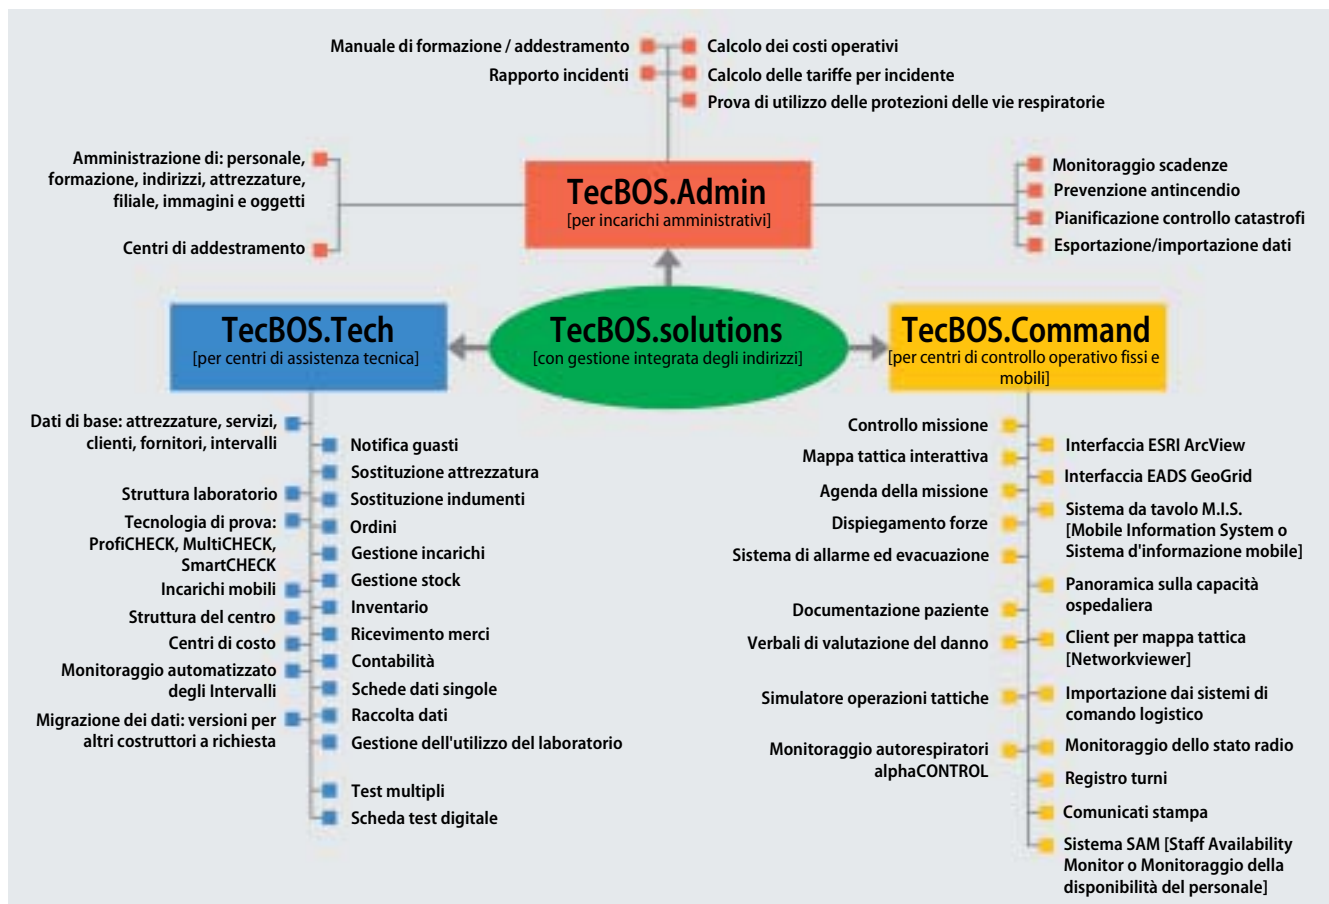 Manuale di formazione / addestramento
Rapporto incidenti
Calcolo dei costi operativi
Calcolo delle tariffe per incidente
Prova di utilizzo delle protezioni delle vie respiratorie
Amministrazione di: personale,
formazione, indirizzi, attrezzature,
filiale, immagini e oggetti
Centri di addestramento
TecBOS.Admin
[per incarichi amministrativi]
Monitoraggio scadenze
Prevenzione antincendio
Pianificazione controllo catastrofi
Esportazione/importazione dati
TecBOS.Tech
[per centri di assistenza tecnica]
TecBOS.solutions
[con gestione integrata degli indirizzi]
TecBOS.Command
[per centri di controllo operativo fissi e
mobili]
Dati di base: attrezzature, servizi,
clienti, fornitori, intervalli
Struttura laboratorio
Tecnologia di prova:
ProfiCHECK, MultiCHECK,
SmartCHECK
Incarichi mobili
Struttura del centro
Centri di costo
Monitoraggio automatizzato
degli Intervalli
Migrazione dei dati: versioni per
altri costruttori a richiesta
Notifica guasti
Sostituzione attrezzatura
Sostituzione indumenti
Ordini
Gestione incarichi
Gestione stock
Inventario
Ricevimento merci
Contabilità
Schede dati singole
Raccolta dati
Gestione dell'utilizzo del laboratorio
Test multipli
Scheda test digitale
Controllo missione
Mappa tattica interattiva
Agenda della missione
Dispiegamento forze
Sistema di allarme ed evacuazione
Documentazione paziente
Verbali di valutazione del danno
Simulatore operazioni tattiche
Monitoraggio autorespiratori
alphaCONTROL
Interfaccia ESRI ArcView
Interfaccia EADS GeoGrid
Sistema da tavolo M.I.S.
[Mobile Information System o
Sistema d'informazione mobile]
Panoramica sulla capacità
ospedaliera
Client per mappa tattica
[Networkviewer]
Importazione dai sistemi di
comando logistico
Monitoraggio dello stato radio
Registro turni
Comunicati stampa
Sistema SAM [Staff Availability
Monitor o Monitoraggio della
disponibilità del personale]